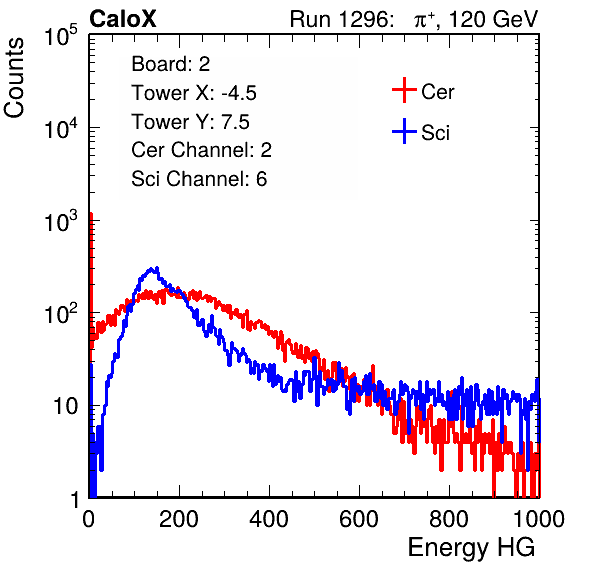 CaloX Run 1296: π⁺, 120 GeV
Counts
10⁵
10⁴
10³
10²
10
1
Board: 2
Tower X: -4.5
Tower Y: 7.5
Cer Channel: 2
Sci Channel: 6
Cer
Sci
0 200 400 600 800 1000
Energy HG